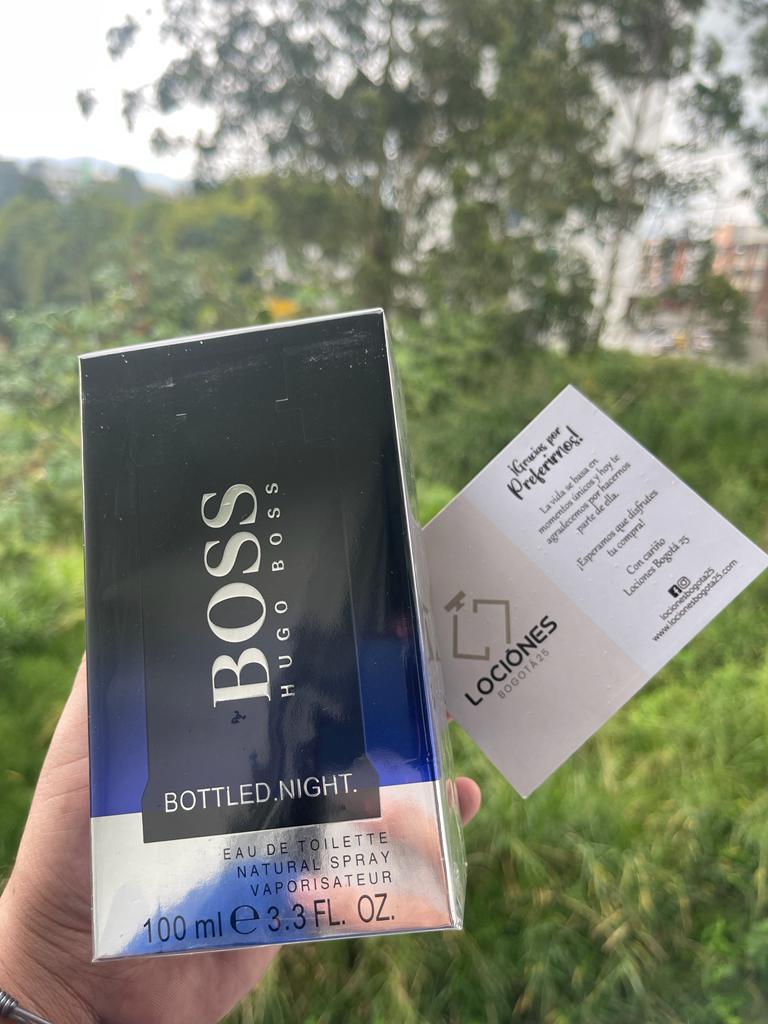 BOSS
HUGO BOSS
BOTTLED.NIGHT.
EAU DE TOILETTE
NATURAL SPRAY
VAPORISATEUR
100 ml ℮ 3.3 FL. OZ.
¡Gracias por
Preferirnos!
La vida se basa en
momentos únicos y hoy te
agradecemos por hacernos
parte de ella.
¡Esperamos que disfrutes
tu compra!
Con cariño
Lociones Bogotá 25
locionesbogota25
www.locionesbogota25.com
LOCIONES
BOGOTÁ25